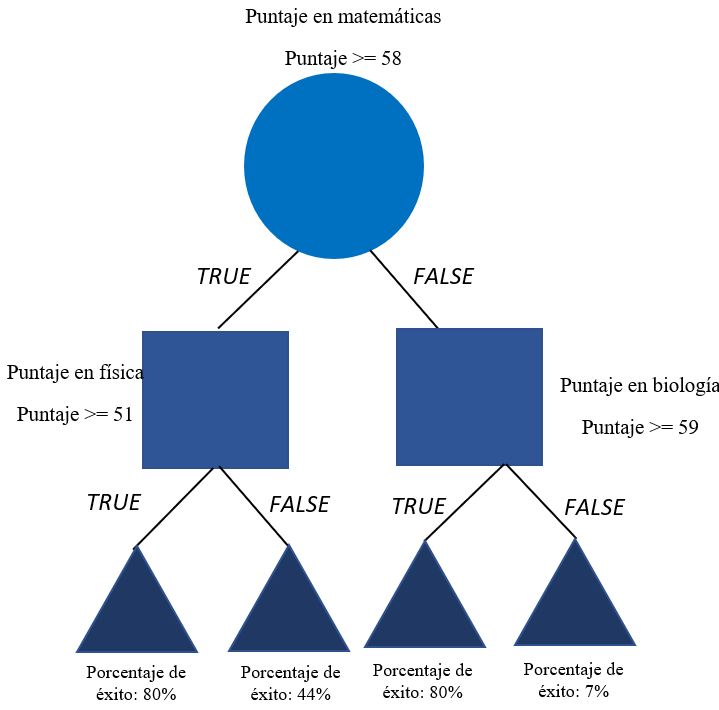 Puntaje en matemáticas
Puntaje >= 58
TRUE
FALSE
Puntaje en física
Puntaje >= 51
Puntaje en biología
Puntaje >= 59
TRUE
FALSE
TRUE
FALSE
Porcentaje de
éxito: 80%
Porcentaje de
éxito: 44%
Porcentaje de
éxito: 80%
Porcentaje de
éxito: 7%